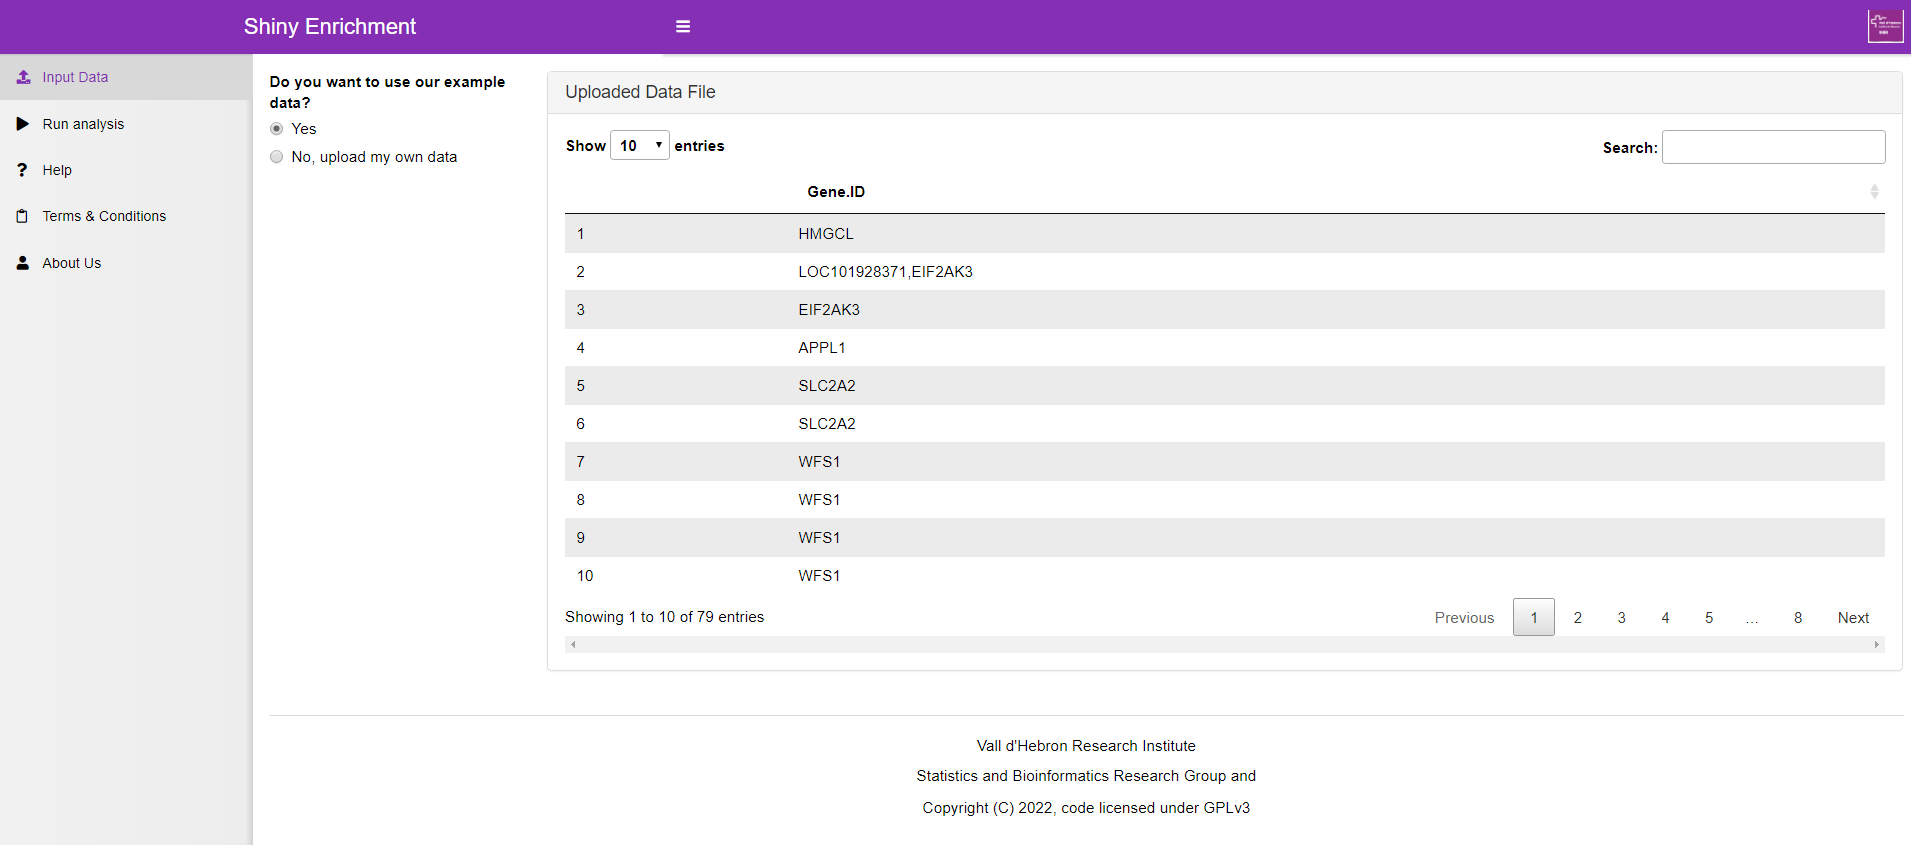 Shiny Enrichment
Input Data
Run analysis
Help
Terms & Conditions
About Us
Do you want to use our example
data?
Yes
No, upload my own data
Uploaded Data File
Show 10 entries
Search:
Gene.ID
1 HMGCL
2 LOC101928371,EIF2AK3
3 EIF2AK3
4 APPL1
5 SLC2A2
6 SLC2A2
7 WFS1
8 WFS1
9 WFS1
10 WFS1
Showing 1 to 10 of 79 entries
Previous 1 2 3 4 5 … 8 Next
Vall d'Hebron Research Institute
Statistics and Bioinformatics Research Group and
Copyright (C) 2022, code licensed under GPLv3